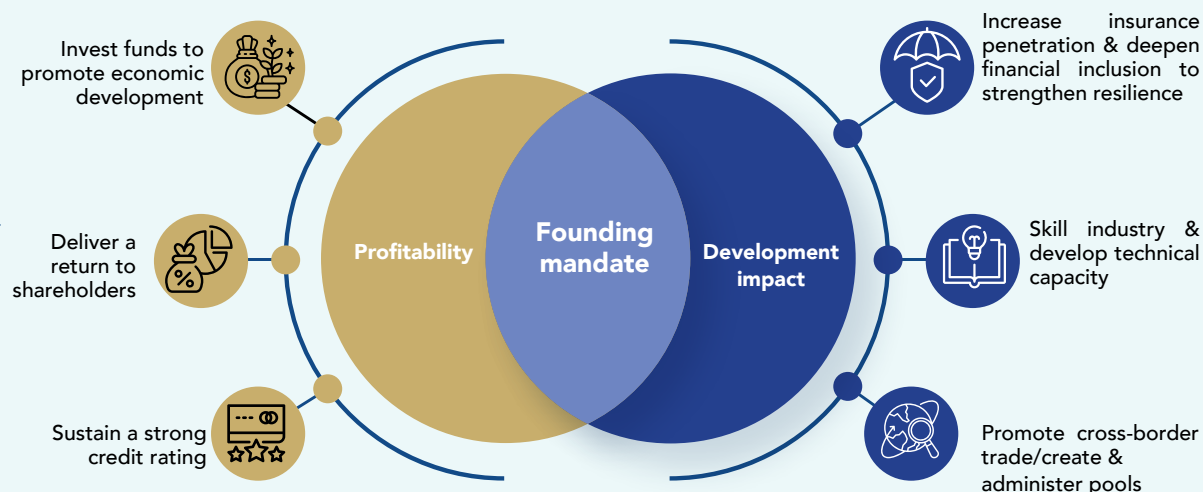 Invest funds to
promote economic
development
Deliver a
return to
shareholders
Sustain a strong
credit rating
Profitability
Founding
mandate
Development
impact
Increase insurance
penetration & deepen
financial inclusion to
strengthen resilience
Skill industry &
develop technical
capacity
Promote cross-border
trade/create &
administer pools